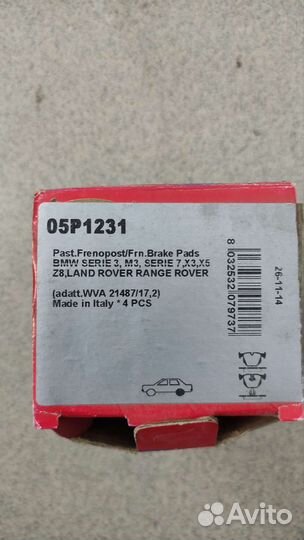 05P1231
Past.Frenopost/Frn.Brake Pads
BMW SERIE 3, M3, SERIE 7,X3,X5
Z8,LAND ROVER RANGE ROVER
(adatt.WVA 21487/17,2)
Made in Italy * 4 PCS
8 032532 079737
26-11-14
Avito